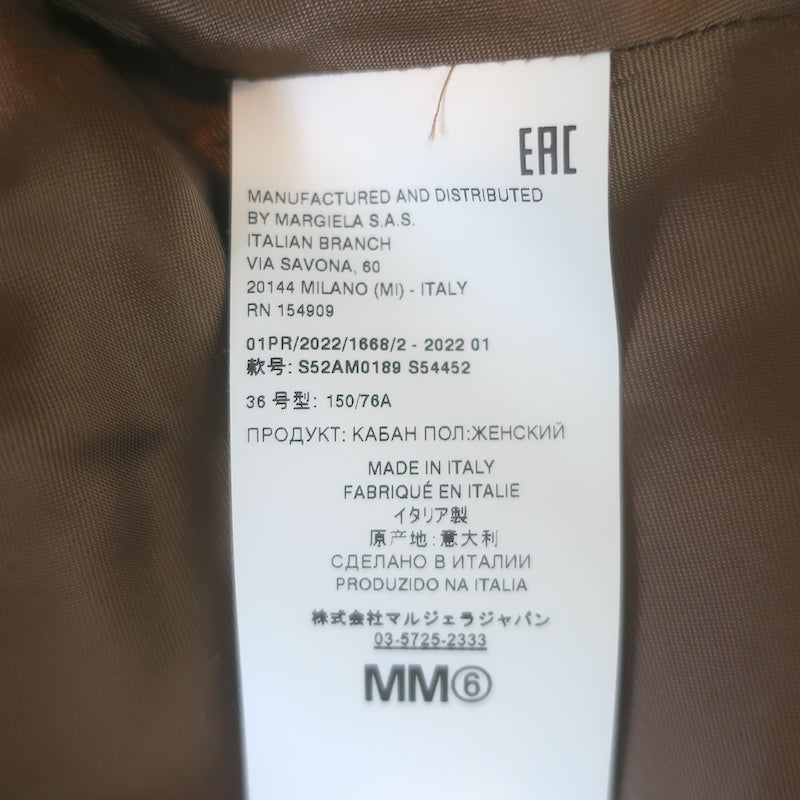 EAC
MANUFACTURED AND DISTRIBUTED
BY MARGIELA S.A.S.
ITALIAN BRANCH
VIA SAVONA, 60
20144 MILANO (MI) - ITALY
RN 154909
01PR/2022/1668/2 - 2022 01
款号: S52AM0189 S54452
36 号型: 150/76A
ПРОДУКТ: КАБАН ПОЛ:ЖЕНСКИЙ
MADE IN ITALY
FABRIQUÉ EN ITALIE
イタリア製
原产地: 意大利
СДЕЛАНО В ИТАЛИИ
PRODUZIDO NA ITALIA
株式会社マルジェラジャパン
03-5725-2333
MM⑥